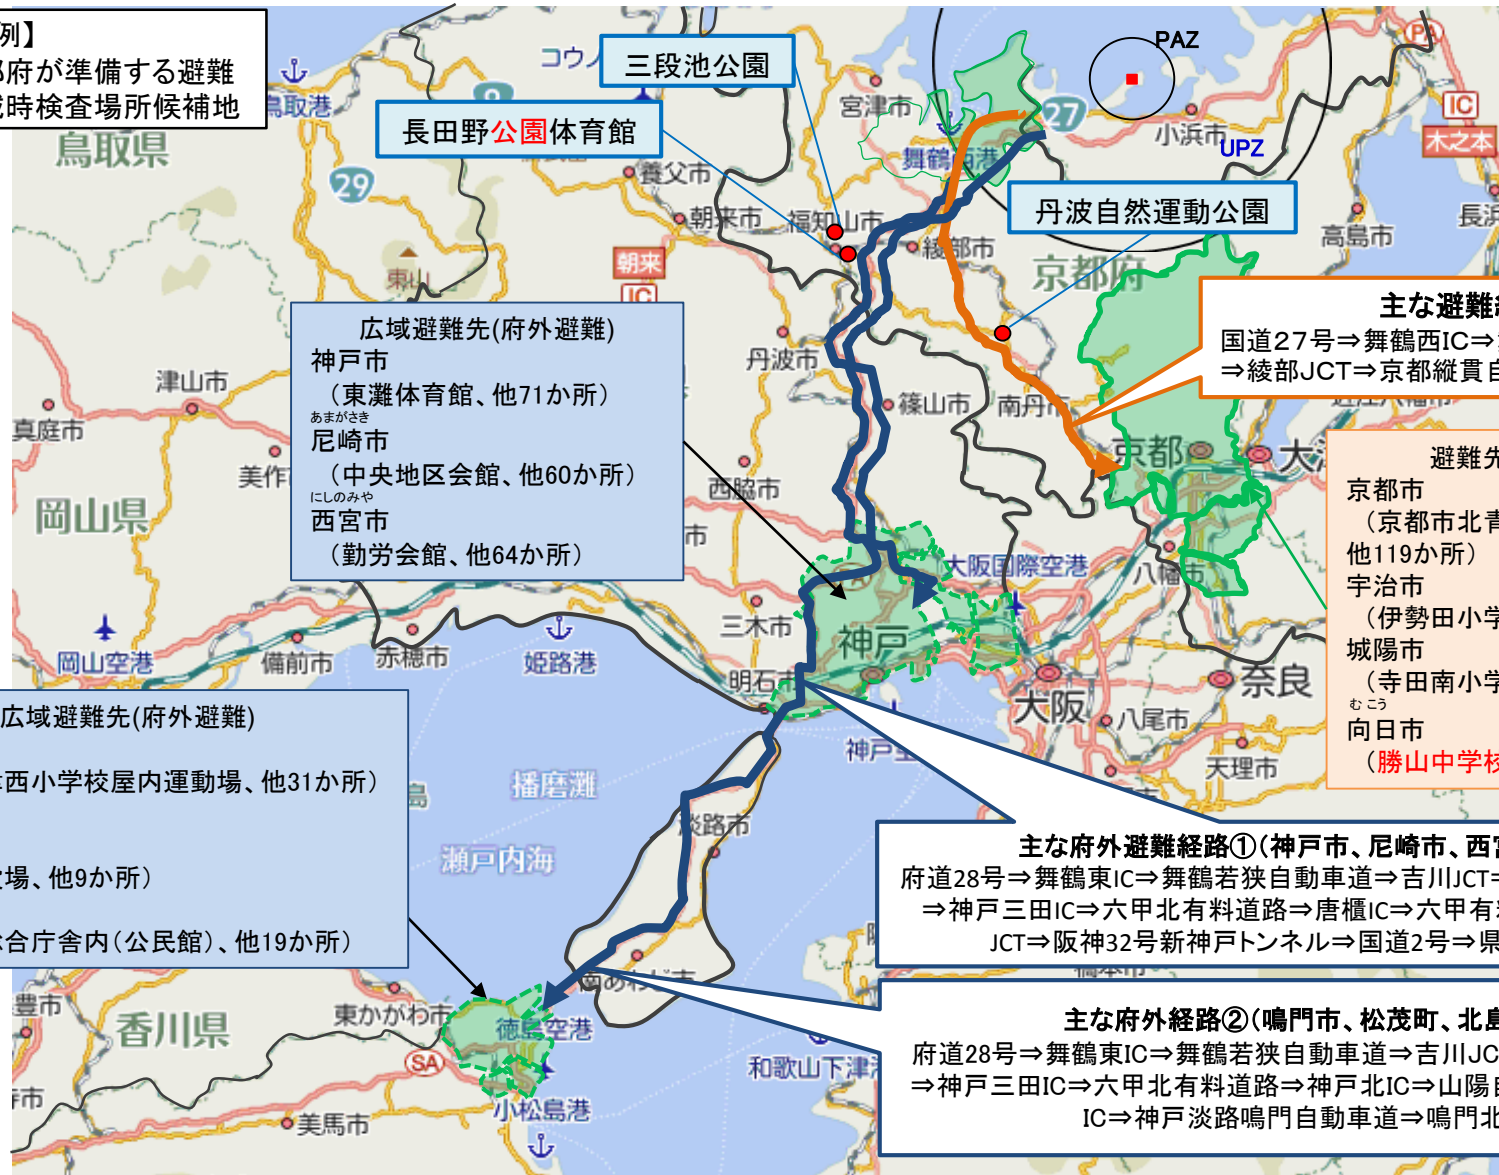 列】
都府が準備する避難
域時検査場所候補地
三段池公園
長田野公園体育館
PAZ
UPZ
丹波自然運動公園
鳥取港
鳥取県
コウノ
宮津市
舞鶴西港
小浜市
27
IC
木之本
PA
29
9
養父市
朝来市
福知山市
綾部市
京都府
高島市
長浜
朝来
IC
東山
主な避難
国道27号⇒舞鶴西IC⇒
⇒綾部JCT⇒京都縦貫自
広域避難先(府外避難)
神戸市
（東灘体育館、他71か所）
あまがさき
尼崎市
（中央地区会館、他60か所）
にしのみや
西宮市
（勤労会館、他64か所）
津山市
真庭市
美作
岡山県
丹波市
篠山市
南丹市
西脇市
京都
避難先
京都市
（京都市北青
他119か所）
宇治市
（伊勢田小学
城陽市
（寺田南小学
むこう
向日市
（勝山中学校
大阪国際空港
八幡市
三木市
神戸
岡山空港
備前市
赤穂市
姫路港
明石市
大阪
八尾市
奈良
天理市
広域避難先(府外避難)
西小学校屋内運動場、他31か所）
場、他9か所）
合庁舎内（公民館）、他19か所）
播磨灘
瀬戸内海
淡路市
南あわじ市
主な府外避難経路①(神戸市、尼崎市、西宮
府道28号⇒舞鶴東IC⇒舞鶴若狭自動車道⇒吉川JCT⇒
⇒神戸三田IC⇒六甲北有料道路⇒唐櫃IC⇒六甲有料
JCT⇒阪神32号新神戸トンネル⇒国道2号⇒県
橋本市
主な府外経路②(鳴門市、松茂町、北島
府道28号⇒舞鶴東IC⇒舞鶴若狭自動車道⇒吉川JC
⇒神戸三田IC⇒六甲北有料道路⇒神戸北IC⇒山陽自
IC⇒神戸淡路鳴門自動車道⇒鳴門北
豊市
香川県
東かがわ市
徳島空港
SA
小松島港
美馬市
和歌山下津港